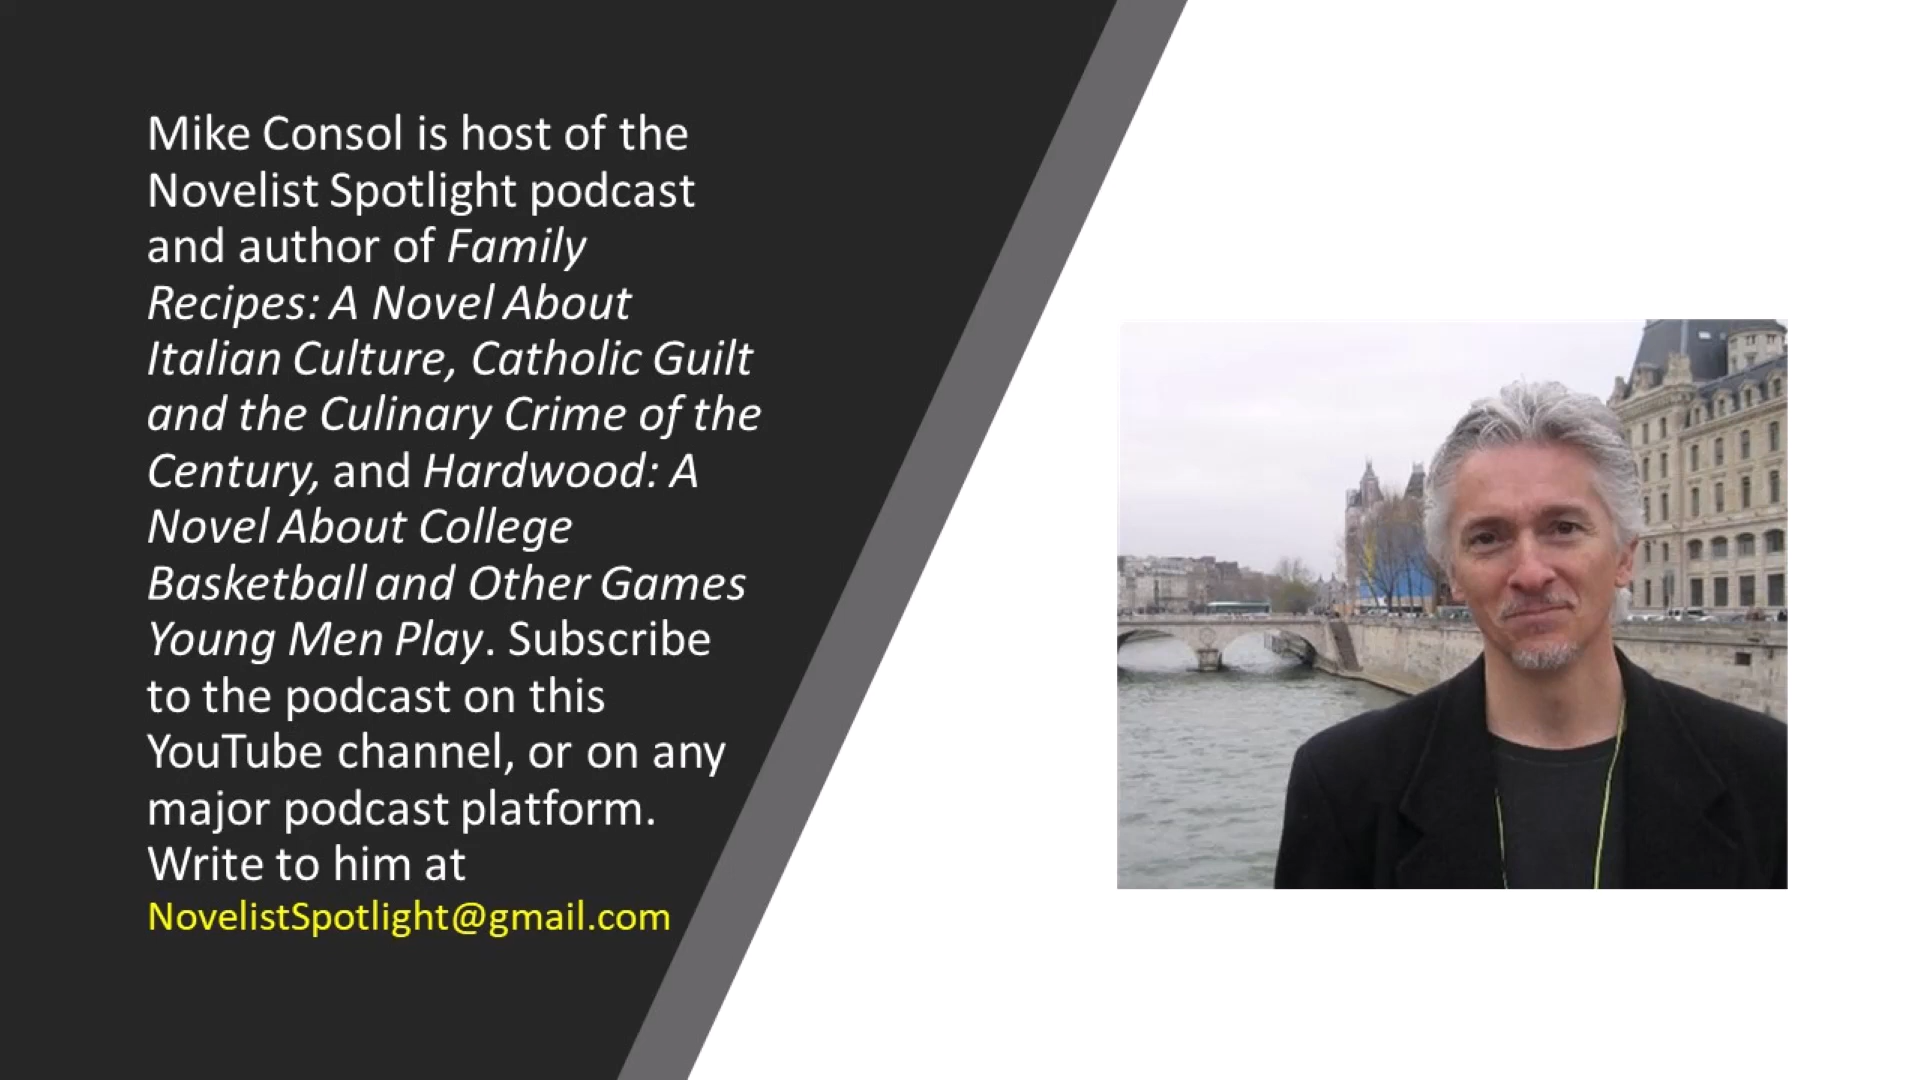 Mike Consol is host of the
Novelist Spotlight podcast
and author of Family
Recipes: A Novel About
Italian Culture, Catholic Guilt
and the Culinary Crime of the
Century, and Hardwood: A
Novel About College
Basketball and Other Games
Young Men Play. Subscribe
to the podcast on this
YouTube channel, or on any
major podcast platform.
Write to him at
NovelistSpotlight@gmail.com